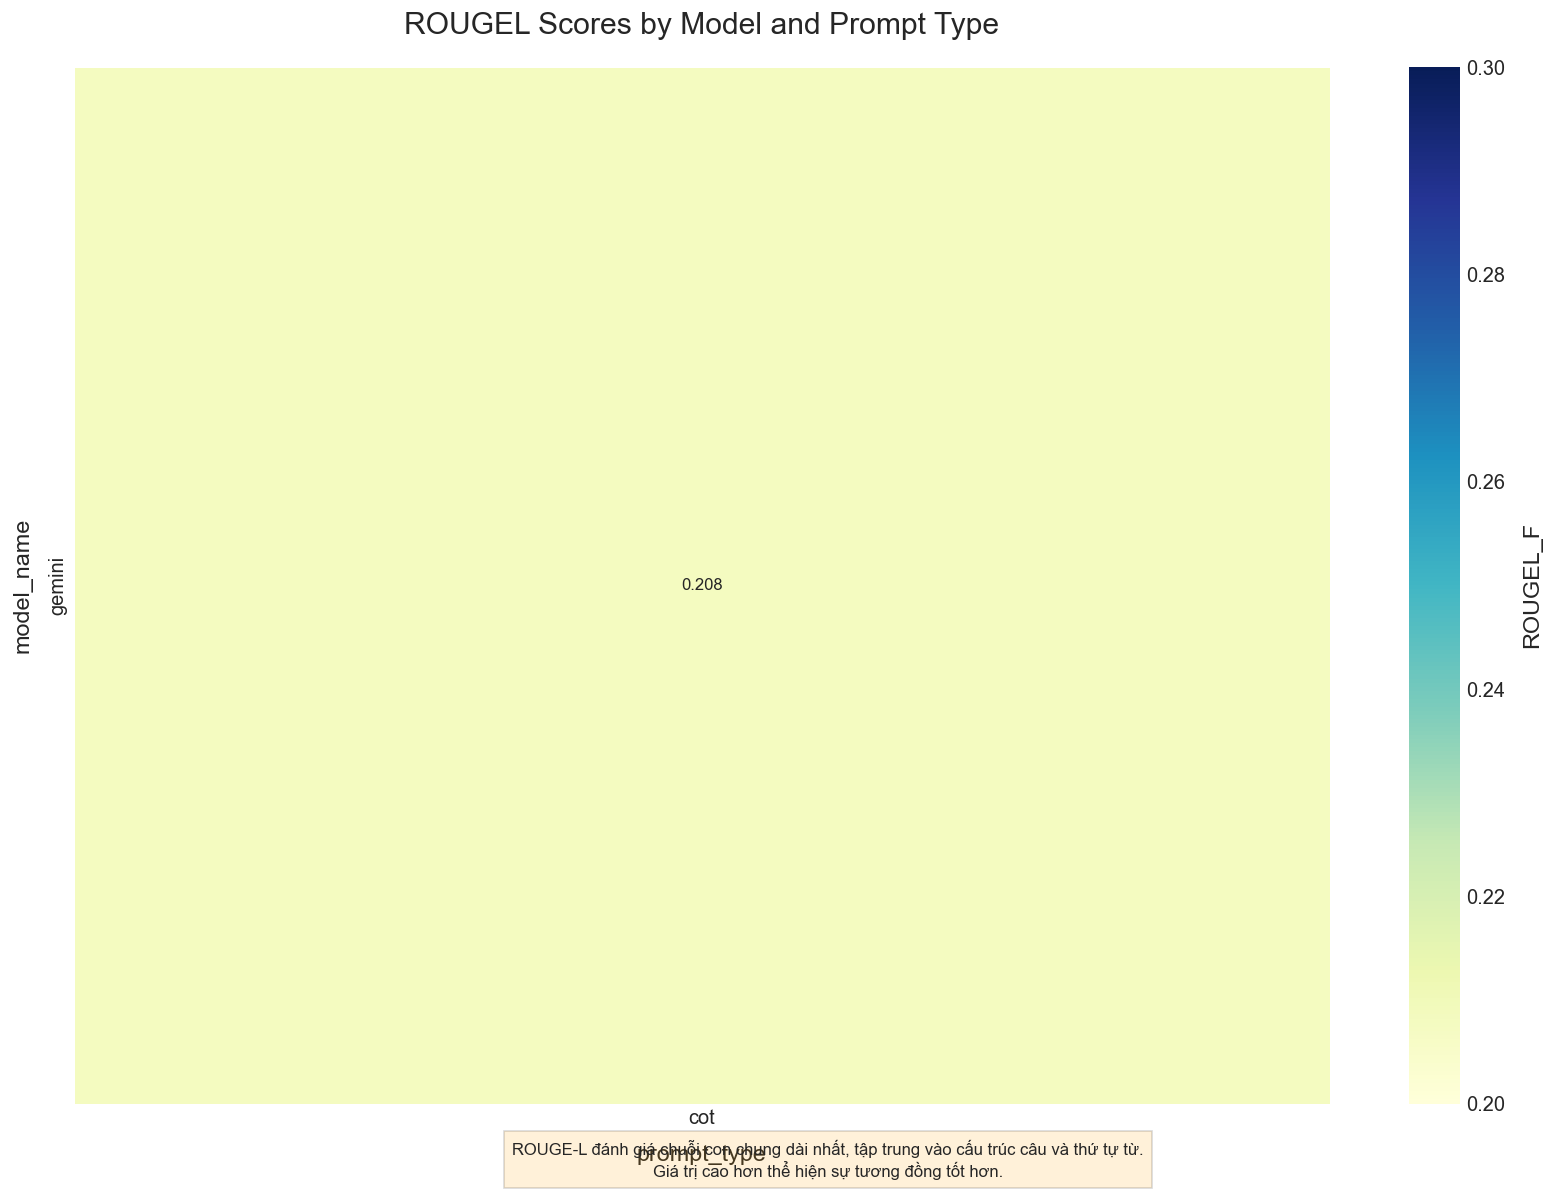 ROUGEL Scores by Model and Prompt Type
model_name
gemini
0.208
cot
prompt_type
ROUGE-L đánh giá chuỗi con chung dài nhất, tập trung vào cấu trúc câu và thứ tự từ.
Giá trị cao hơn thể hiện sự tương đồng tốt hơn.
0.30
0.28
0.26
0.24
0.22
0.20
ROUGEL_F